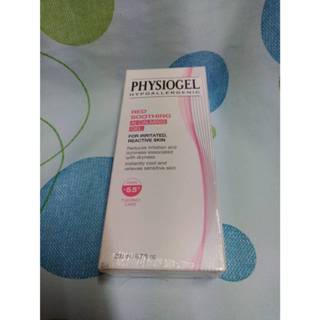 PHYSIOGEL
HYPOALLERGENIC
RED
SOOTHING
AI CALMING
GEL
FOR IRRITATED,
REACTIVE SKIN
Reduces irritation and
associated
with dryness
Instantly cool and
relieves sensitive skin
5.5°